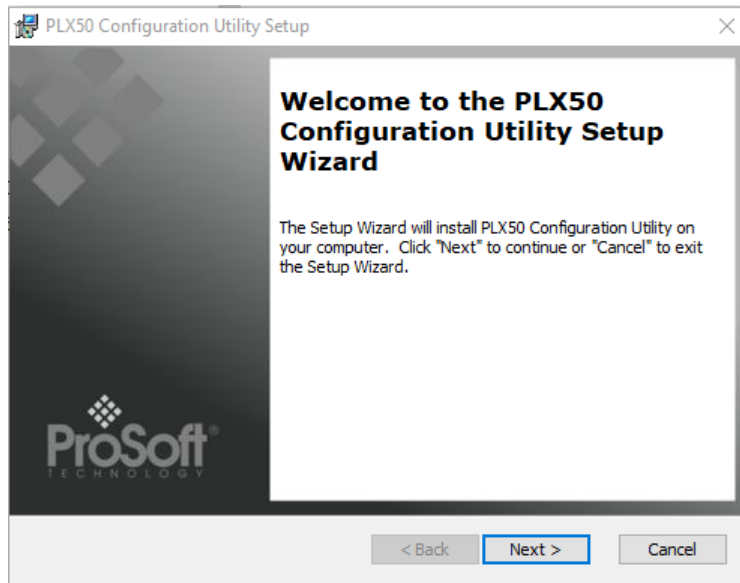 PLX50 Configuration Utility Setup
Welcome to the PLX50
Configuration Utility Setup
Wizard
The Setup Wizard will install PLX50 Configuration Utility on
your computer. Click "Next" to continue or "Cancel" to exit
the Setup Wizard.
ProSoft®
TECHNOLOGY
< Back Next > Cancel